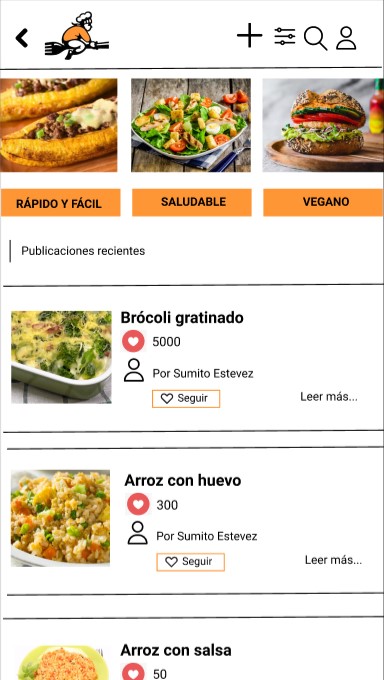 RÁPIDO Y FÁCIL
SALUDABLE
VEGANO
Publicaciones recientes
Brócoli gratinado
5000
Por Sumito Estevez
Seguir
Leer más...
Arroz con huevo
300
Por Sumito Estevez
Seguir
Leer más...
Arroz con salsa
50